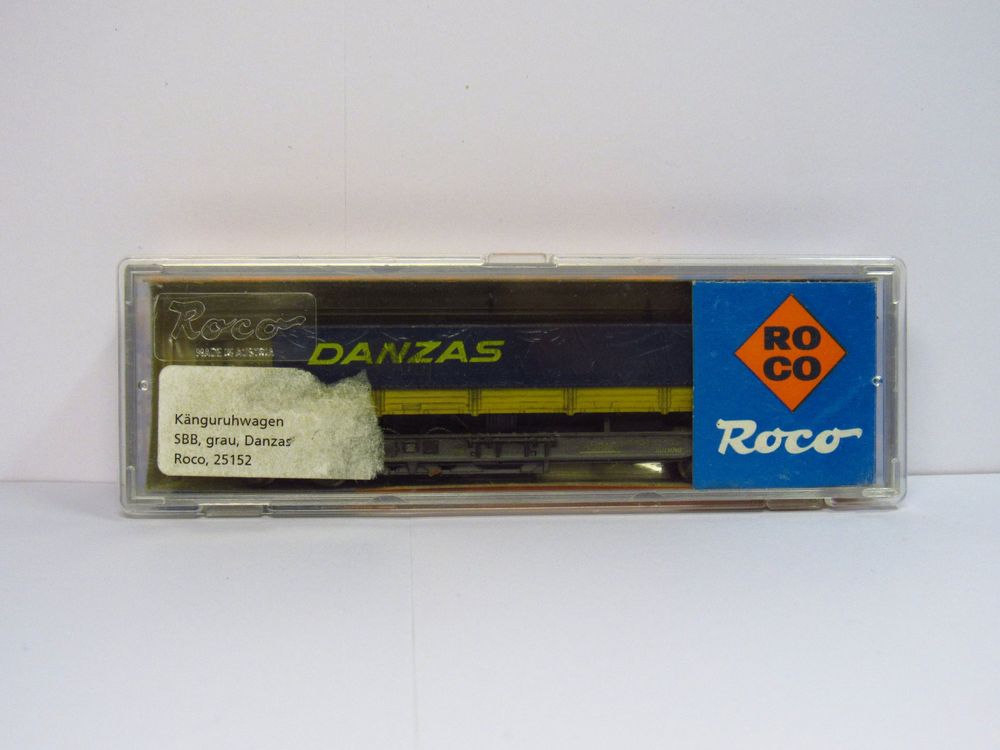 Roco
MADE IN AUSTRIA
DANZAS
Känguruhwagen
SBB, grau, Danzas
Roco, 25152
RO
CO
Roco